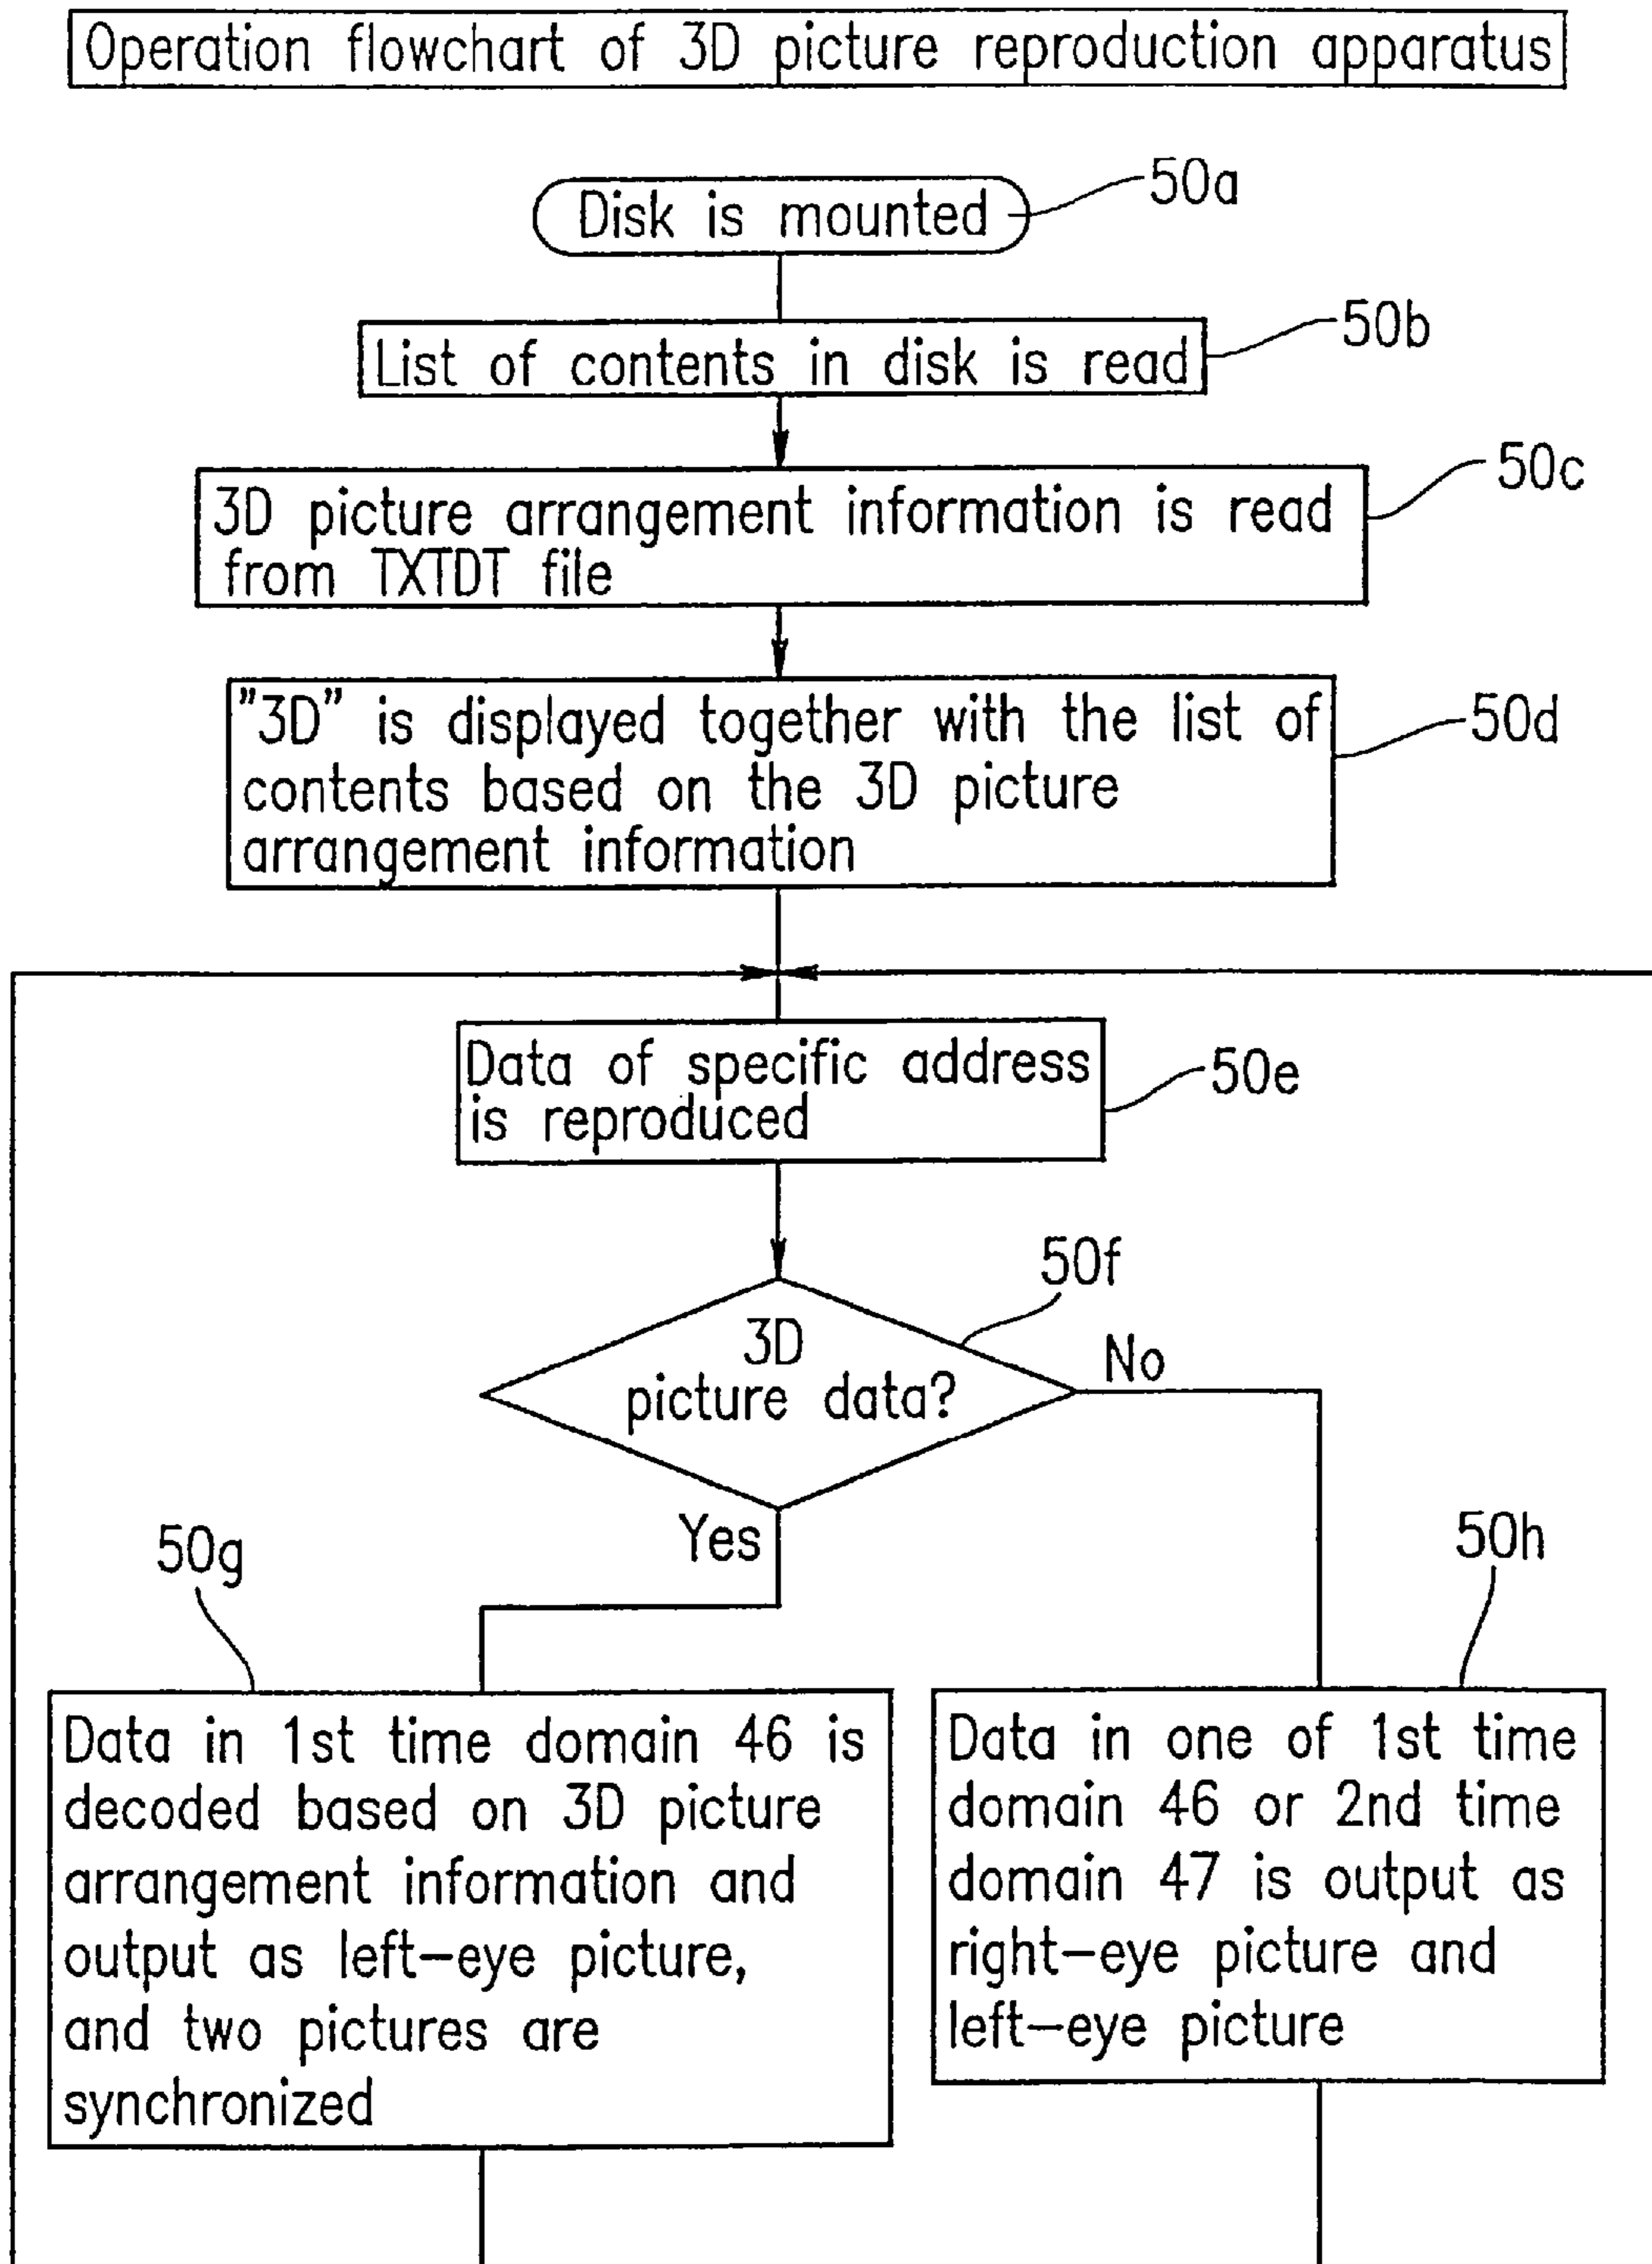 Operation flowchart of 3D picture reproduction apparatus
50a
Disk is mounted
50b
List of contents in disk is read
50c
3D picture arrangement information is read
from TXTDT file
50d
"3D" is displayed together with the list of
contents based on the 3D picture
arrangement information
Data of specific address
is reproduced
50e
50f
3D
picture data?
No
Yes
50g
50h
Data in 1st time domain 46 is
decoded based on 3D picture
arrangement information and
output as left-eye picture,
and two pictures are
synchronized
Data in one of 1st time
domain 46 or 2nd time
domain 47 is output as
right-eye picture and
left-eye picture